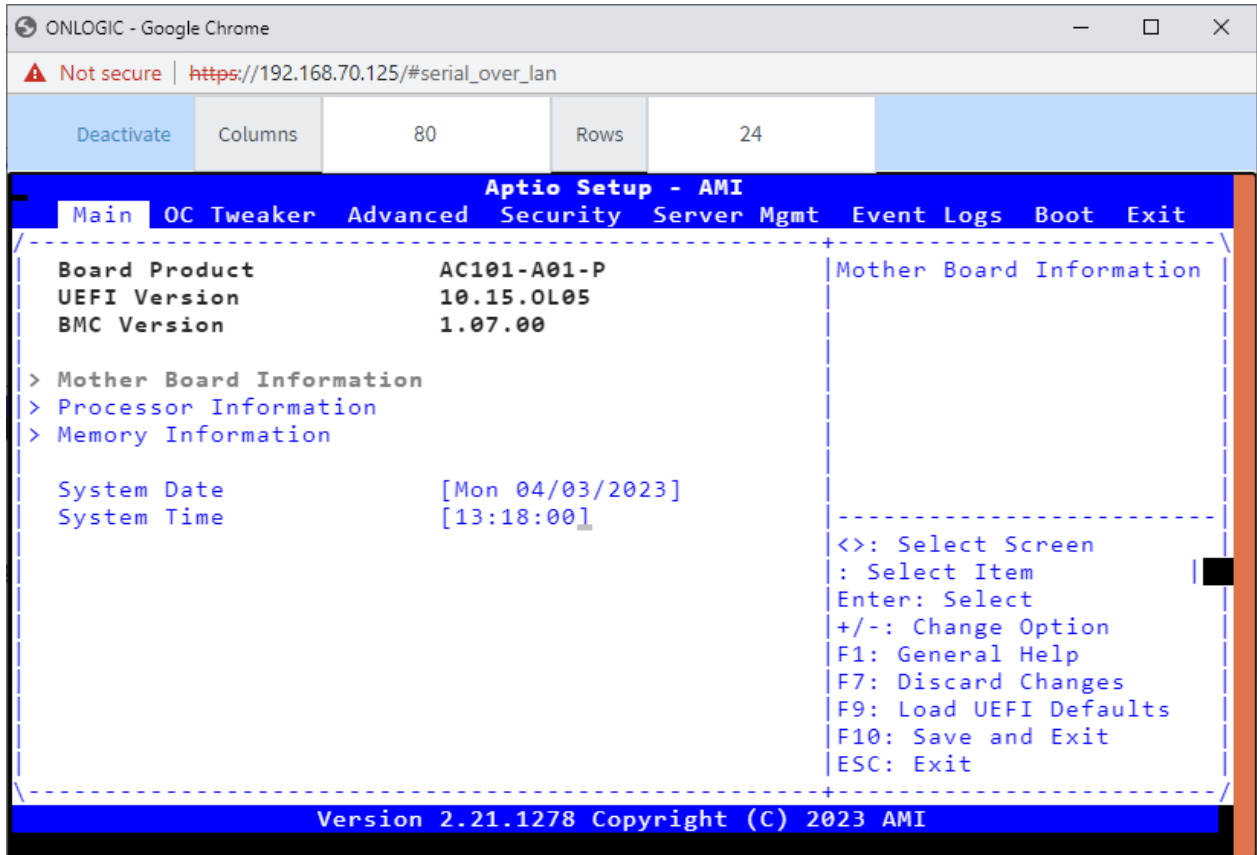 ONLOGIC - Google Chrome
Not secure | https://192.168.70.125/#serial_over_lan
Deactivate Columns 80 Rows 24
Aptio Setup - AMI
Main OC Tweaker Advanced Security Server Mgmt Event Logs Boot Exit
Board Product AC101-A01-P
UEFI Version 10.15.OL05
BMC Version 1.07.00
> Mother Board Information
> Processor Information
> Memory Information
System Date [Mon 04/03/2023]
System Time [13:18:00]
Mother Board Information
<>: Select Screen
: Select Item
Enter: Select
+/-: Change Option
F1: General Help
F7: Discard Changes
F9: Load UEFI Defaults
F10: Save and Exit
ESC: Exit
Version 2.21.1278 Copyright (C) 2023 AMI